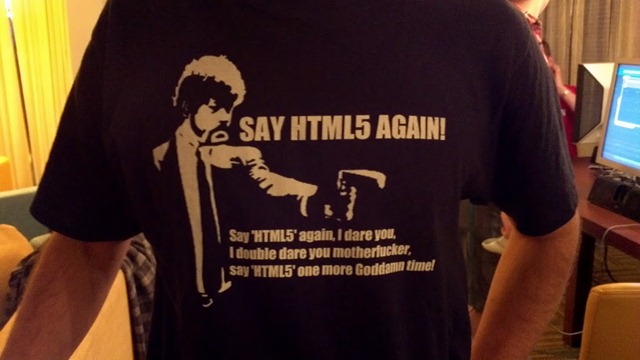 SAY HTML5 AGAIN!
Say 'HTML5' again, I dare you,
I double dare you motherfucker,
say 'HTML5' one more Goddamn time!